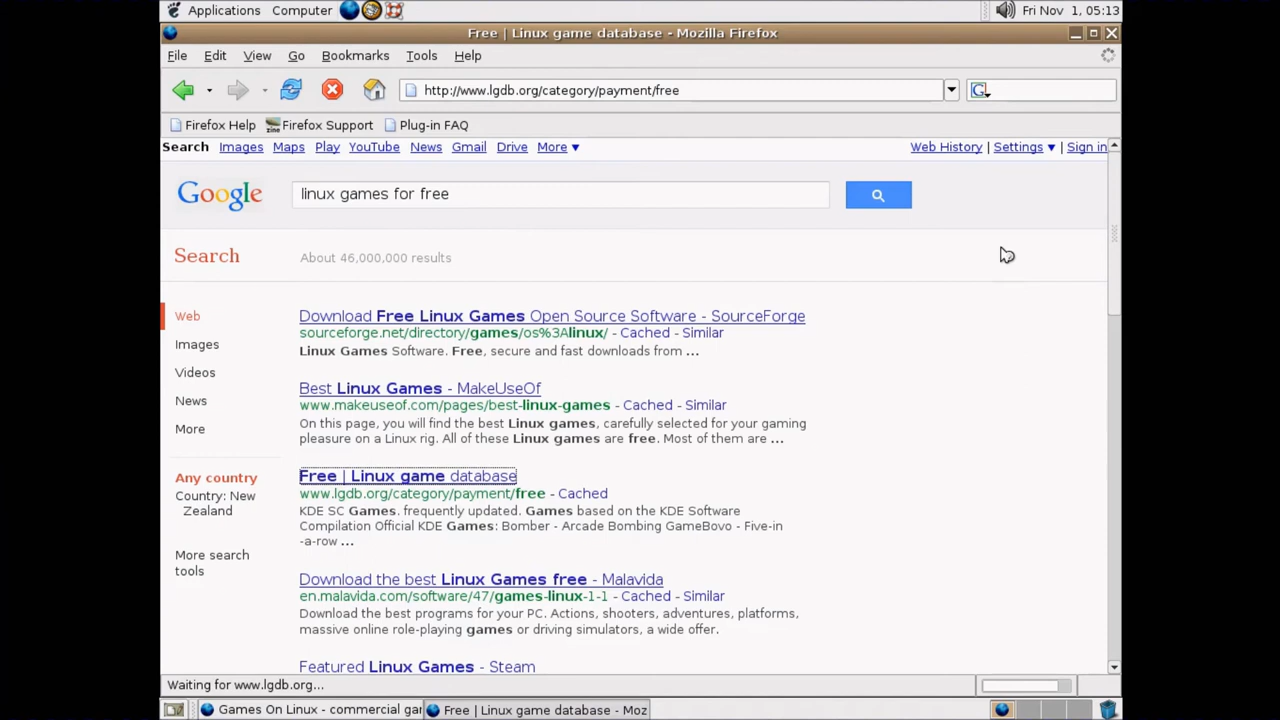 Applications Computer Fri Nov 1, 05:13
Free | Linux game database - Mozilla Firefox
File Edit View Go Bookmarks Tools Help
http://www.lgdb.org/category/payment/free G
Firefox Help Firefox Support Plug-in FAQ
Search Images Maps Play YouTube News Gmail Drive More ▼ Web History | Settings ▼ | Sign in
Google linux games for free
Search About 46,000,000 results
Web
Images
Videos
News
More
Any country
Country: New
Zealand
More search
tools
Download Free Linux Games Open Source Software - SourceForge
sourceforge.net/directory/games/os%3Alinux/ - Cached - Similar
Linux Games Software. Free, secure and fast downloads from ...
Best Linux Games - MakeUseOf
www.makeuseof.com/pages/best-linux-games - Cached - Similar
On this page, you will find the best Linux games, carefully selected for your gaming
pleasure on a Linux rig. All of these Linux games are free. Most of them are ...
Free | Linux game database
www.lgdb.org/category/payment/free - Cached
KDE SC Games. frequently updated. Games based on the KDE Software
Compilation Official KDE Games: Bomber - Arcade Bombing GameBovo - Five-in
-a-row ...
Download the best Linux Games free - Malavida
en.malavida.com/software/47/games-linux-1-1 - Cached - Similar
Download the best programs for your PC. Actions, shooters, adventures, platforms,
massive online role-playing games or driving simulators, a wide offer.
Featured Linux Games - Steam
Waiting for www.lgdb.org...
Games On Linux - commercial gar Free | Linux game database - Moz